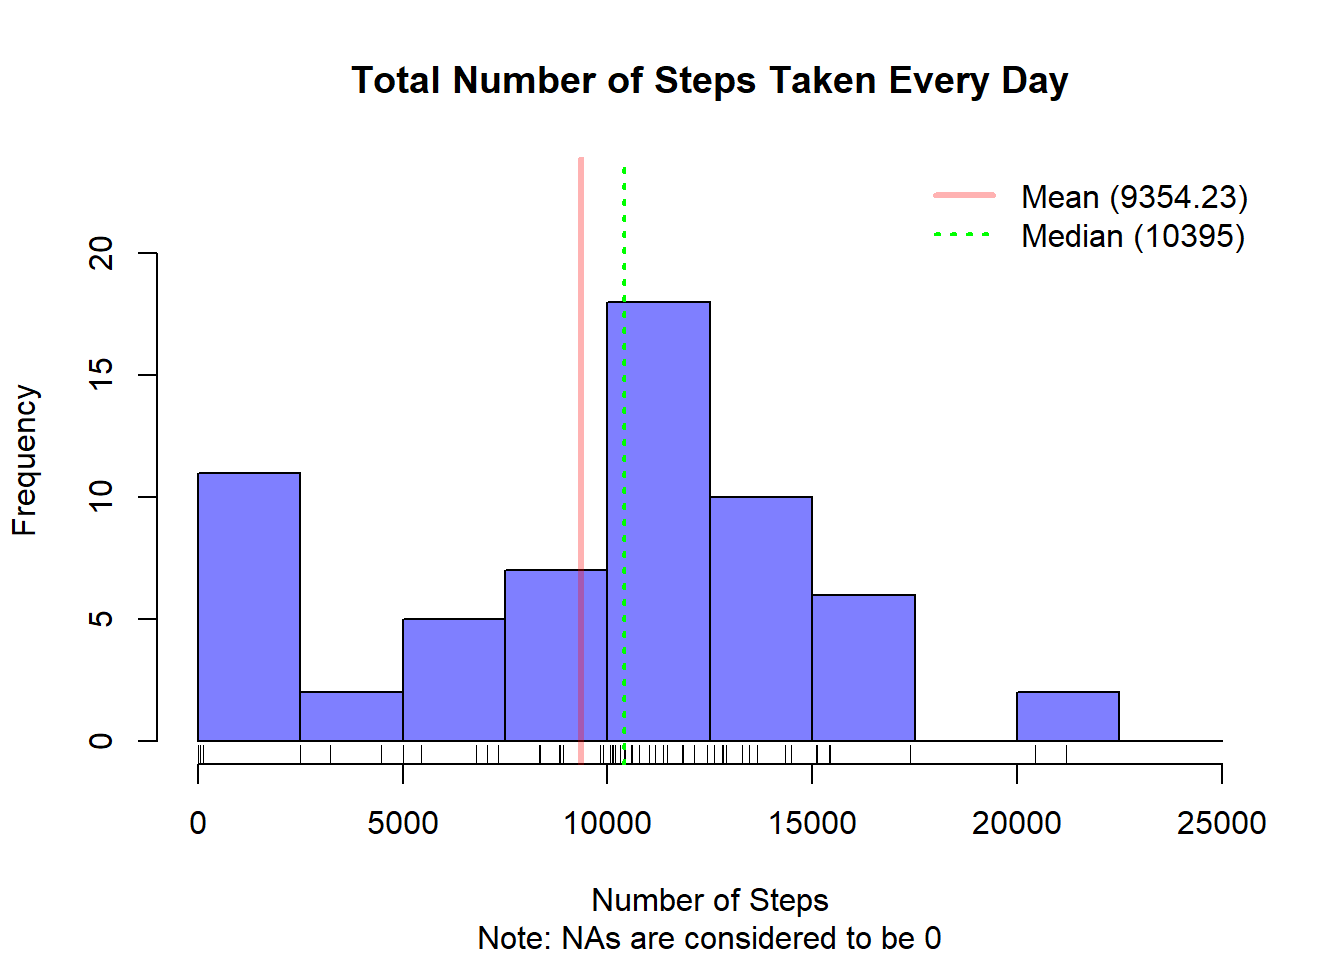 Total Number of Steps Taken Every Day
Mean (9354.23)
Median (10395)
Frequency
20
15
10
5
0
0 5000 10000 15000 20000 25000
Number of Steps
Note: NAs are considered to be 0